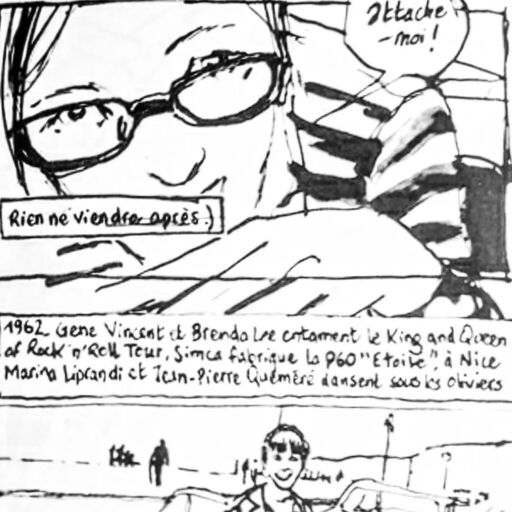 Attache
-moi !
Rien ne viendra après.)
1962 Gene Vincent et Brenda Lee entament le King and Queen
of Rock'n'Roll Tour, Simca fabrique la P60 "Etoile", à Nice
Marina Liprandi et Jean-Pierre Quéméré dansent sous les oliviers